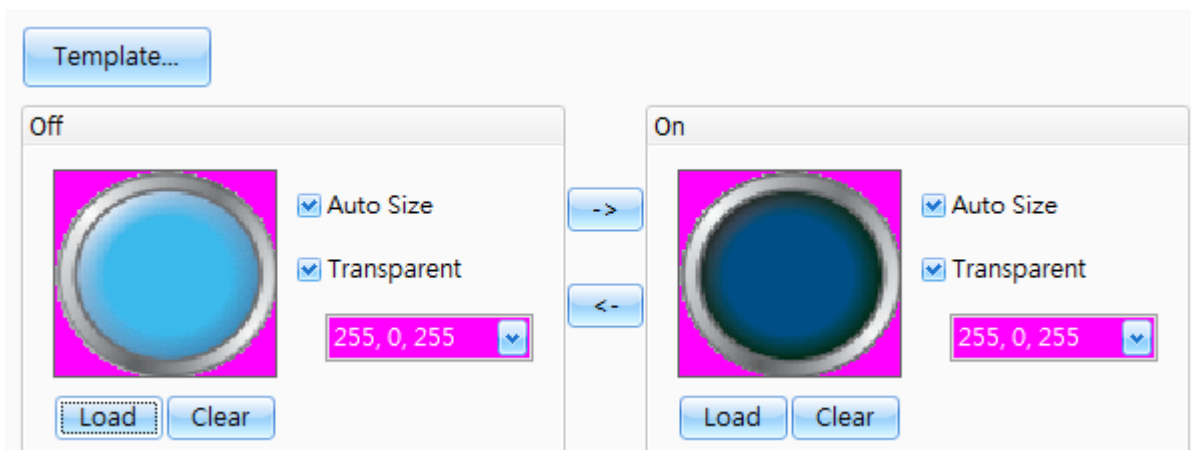 Template...
Off
Auto Size
Transparent
255, 0, 255
Load
Clear
->
<-
On
Auto Size
Transparent
255, 0, 255
Load
Clear